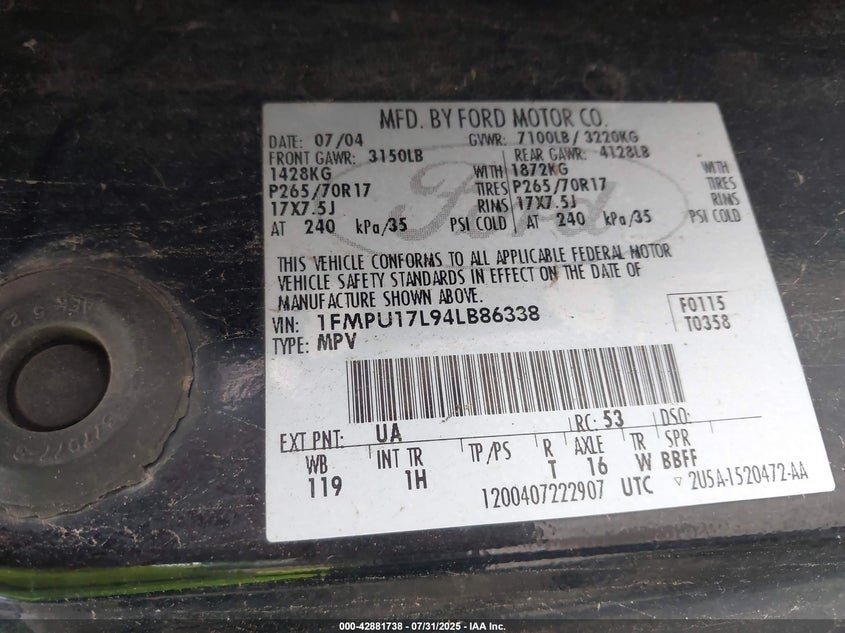 MFD. BY FORD MOTOR CO.
DATE: 07/04 GVWR: 7100LB / 3220KG
FRONT GAWR: 3150LB REAR GAWR: 4128LB
1428KG WITH 1872KG WITH
P265/70R17 TIRES P265/70R17 TIRES
17X7.5J RIMS 17X7.5J RIMS
AT 240 kPa/35 PSI COLD AT 240 kPa/35 PSI COLD
Ford
THIS VEHICLE CONFORMS TO ALL APPLICABLE FEDERAL MOTOR
VEHICLE SAFETY STANDARDS IN EFFECT ON THE DATE OF
MANUFACTURE SHOWN ABOVE.
VIN: 1FMPU17L94LB86338 F0115
TYPE: MPV T0358
EXT PNT: UA RC: 53 DSO:
WB INT TR TP/PS R AXLE TR SPR
119 1H T 16 W BBFF
1200407222907 UTC 2U5A-1520472-AA
000-42881738 - 07/31/2025 - IAA Inc.